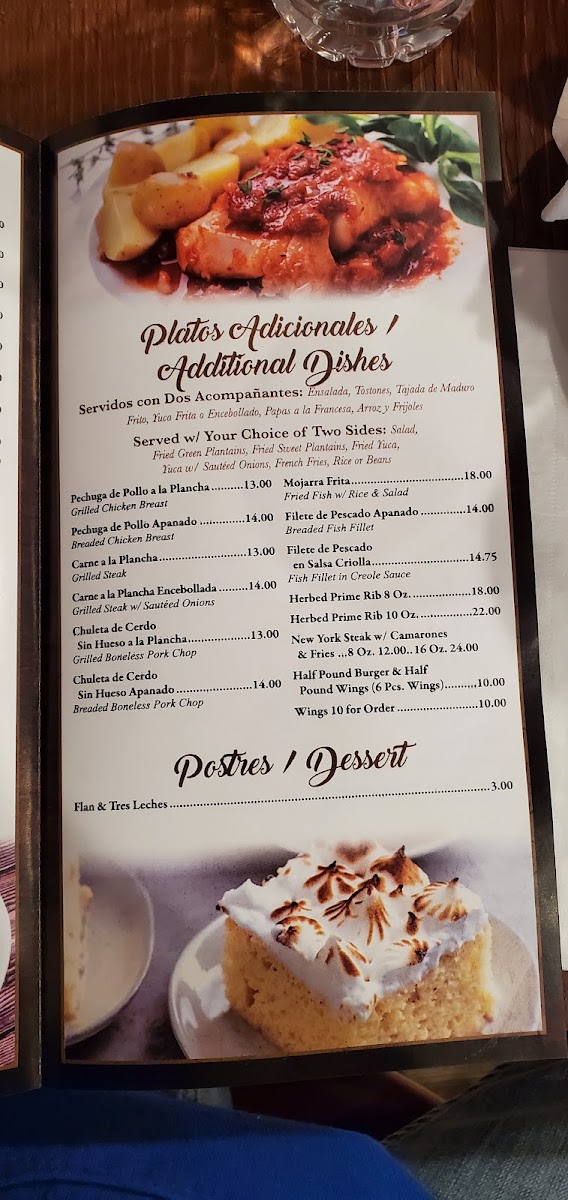 Platos Adicionales /
Additional Dishes
Servidos con Dos Acompañantes: Ensalada, Tostones, Tajada de Maduro
Frito, Yuca Frita o Encebollado, Papas a la Francesa, Arroz y Frijoles
Served w/ Your Choice of Two Sides: Salad,
Fried Green Plantains, Fried Sweet Plantains, Fried Yuca,
Yuca w/ Sautéed Onions, French Fries, Rice or Beans
Pechuga de Pollo a la Plancha..........13.00
Grilled Chicken Breast
Pechuga de Pollo Apanado ..............14.00
Breaded Chicken Breast
Carne a la Plancha...........................13.00
Grilled Steak
Carne a la Plancha Encebollada ........14.00
Grilled Steak w/ Sautéed Onions
Chuleta de Cerdo
Sin Hueso a la Plancha....................13.00
Grilled Boneless Pork Chop
Chuleta de Cerdo
Sin Hueso Apanado ........................14.00
Breaded Boneless Pork Chop
Mojarra Frita..................................18.00
Fried Fish w/ Rice & Salad
Filete de Pescado Apanado ..............14.00
Breaded Fish Fillet
Filete de Pescado
en Salsa Criolla.............................14.75
Fish Fillet in Creole Sauce
Herbed Prime Rib 8 Oz. .................18.00
Herbed Prime Rib 10 Oz. ...............22.00
New York Steak w/ Camarones
& Fries ...8 Oz. 12.00..16 Oz. 24.00
Half Pound Burger & Half
Pound Wings (6 Pcs. Wings)..........10.00
Wings 10 for Order ........................10.00
Postres / Dessert
Flan & Tres Leches ....................................................................................3.00